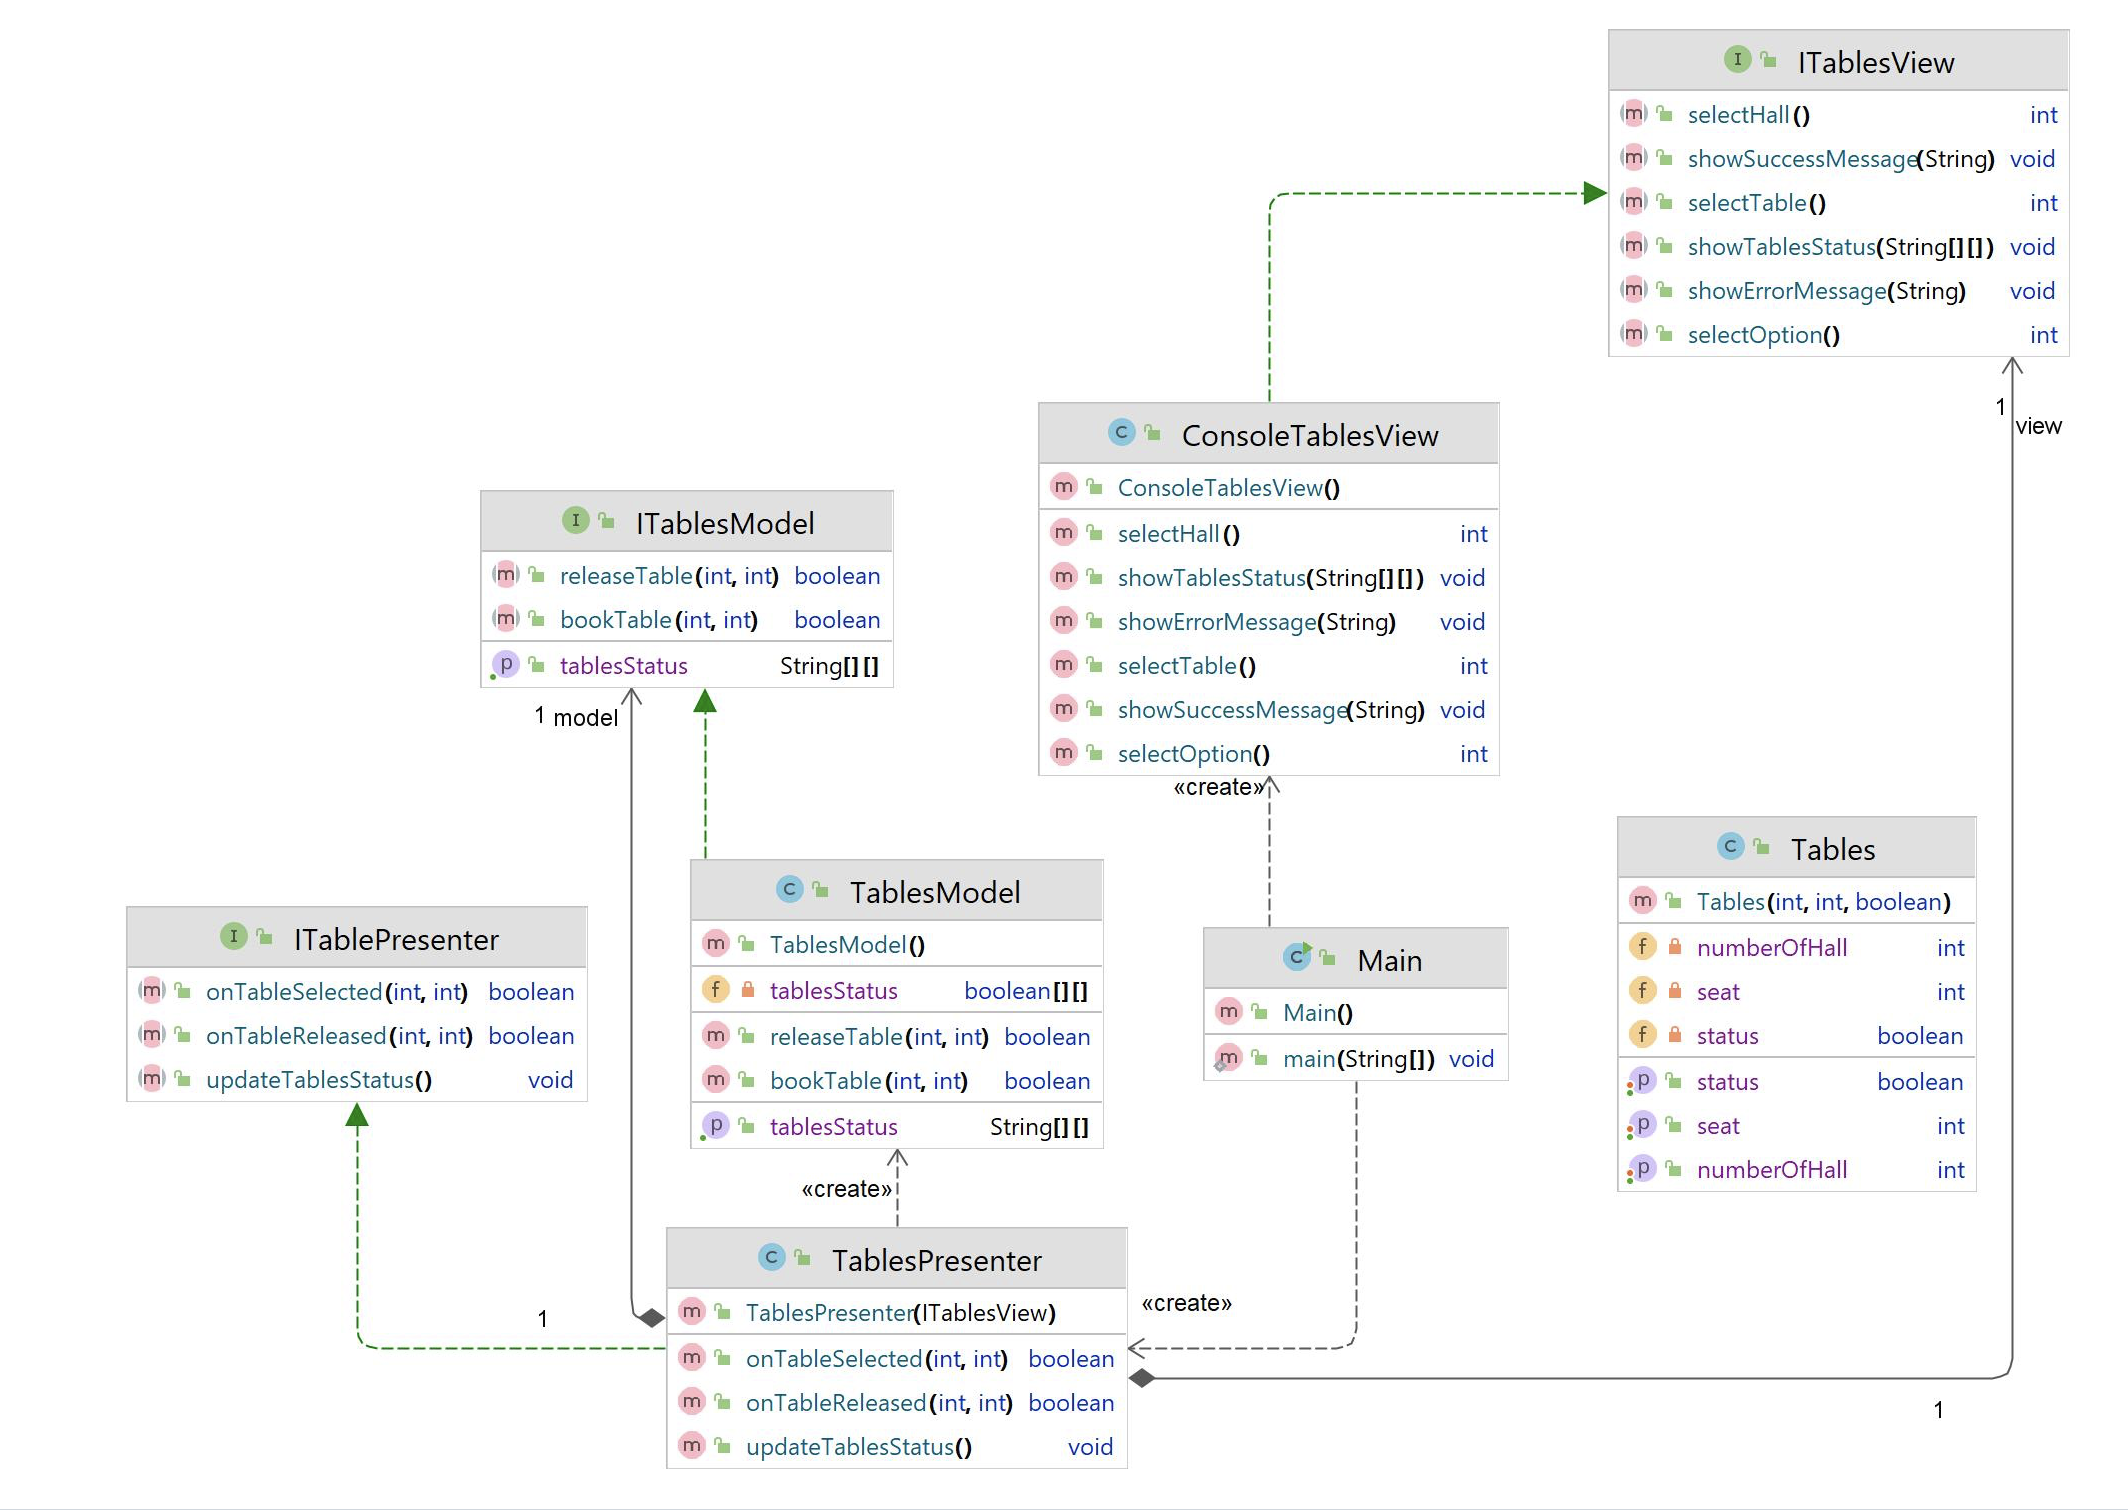 ITablesView
selectHall() int
showSuccessMessage(String) void
selectTable() int
showTablesStatus(String[][]) void
showErrorMessage(String) void
selectOption() int
1
view
ConsoleTablesView
ConsoleTablesView()
selectHall() int
showTablesStatus(String[][]) void
showErrorMessage(String) void
selectTable() int
showSuccessMessage(String) void
selectOption() int
«create»
ITablesModel
releaseTable(int, int) boolean
bookTable(int, int) boolean
tablesStatus String[][]
1 model
Tables
Tables(int, int, boolean)
numberOfHall int
seat int
status boolean
status boolean
seat int
numberOfHall int
TablesModel
TablesModel()
tablesStatus boolean[][]
releaseTable(int, int) boolean
bookTable(int, int) boolean
tablesStatus String[][]
«create»
ITablePresenter
onTableSelected(int, int) boolean
onTableReleased(int, int) boolean
updateTablesStatus() void
Main
Main()
main(String[]) void
«create»
1
TablesPresenter
TablesPresenter(ITablesView)
onTableSelected(int, int) boolean
onTableReleased(int, int) boolean
updateTablesStatus() void
1